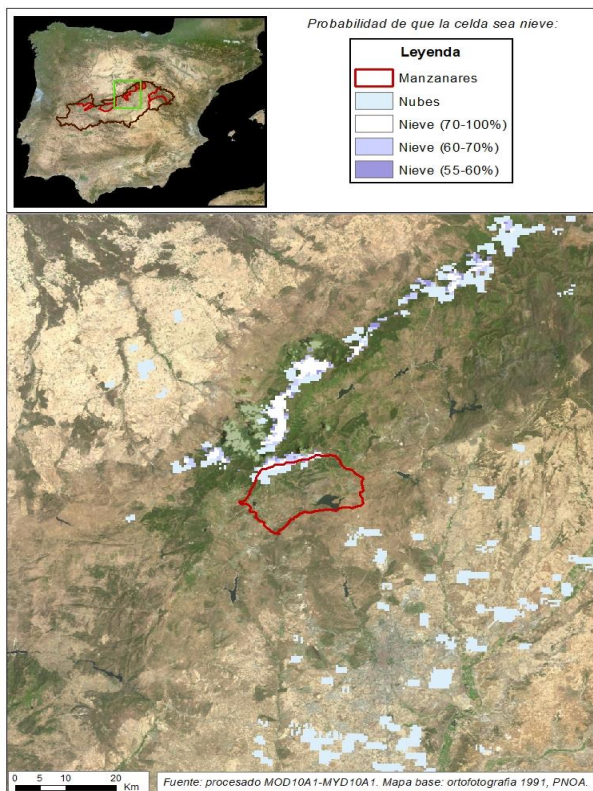 Probabilidad de que la celda sea nieve:
Leyenda
Manzanares
Nubes
Nieve (70-100%)
Nieve (60-70%)
Nieve (55-60%)
0 5 10 20
Km
Fuente: procesado MOD10A1-MYD10A1. Mapa base: ortofotografia 1991, PNOA.